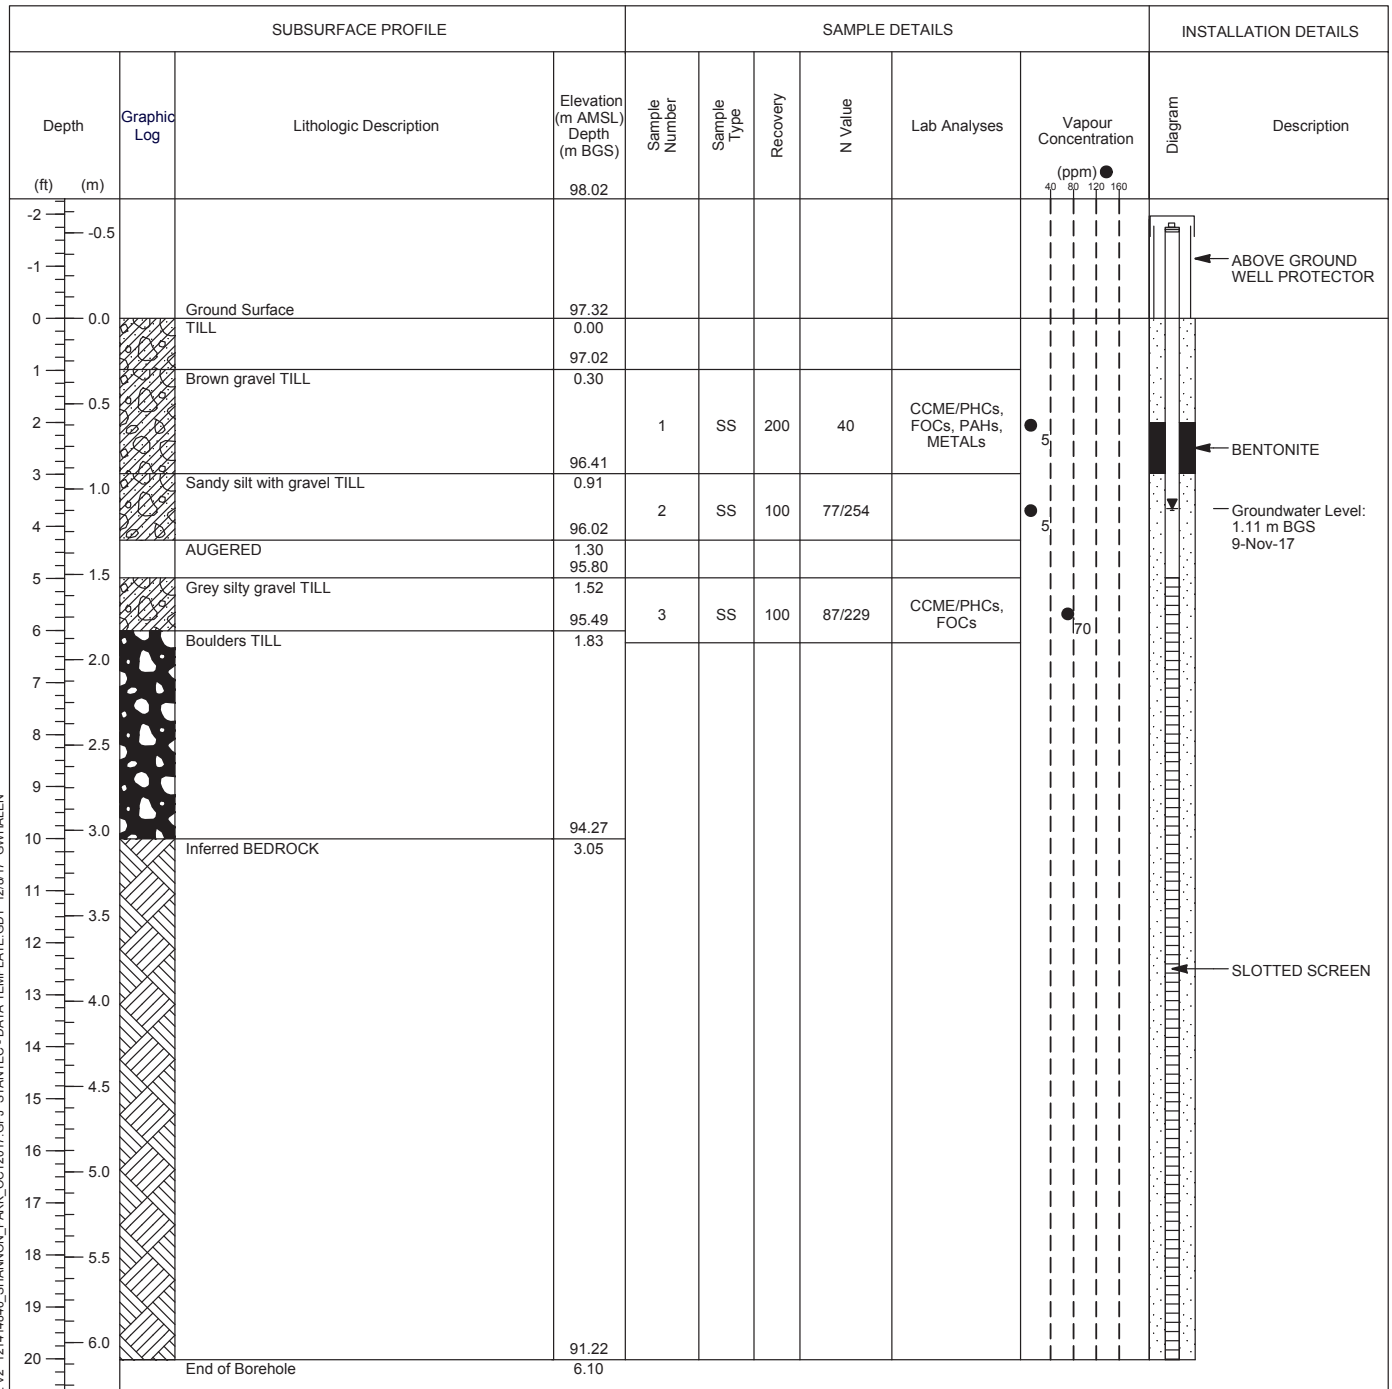 SUBSURFACE PROFILE
SAMPLE DETAILS
INSTALLATION DETAILS
Depth
Graphic
Log
Lithologic Description
Elevation
(m AMSL)
Depth
(m BGS)
Sample
Number
Sample
Type
Recovery
N Value
Lab Analyses
Vapour
Concentration
Diagram
Description
(ft) (m)
98.02
(ppm)
40 80 120 160
-2
-0.5
-1
ABOVE GROUND
WELL PROTECTOR
Ground Surface 97.32
0 0.0
TILL 0.00
97.02
1
Brown gravel TILL 0.30
0.5
2
1 SS 200 40
CCME/PHCs,
FOCs, PAHs,
METALs
5
BENTONITE
96.41
3
Sandy silt with gravel TILL 0.91
1.0
2 SS 100 77/254
5
Groundwater Level:
1.11 m BGS
9-Nov-17
4
96.02
AUGERED 1.30
95.80
5 1.5
Grey silty gravel TILL 1.52
3 SS 100 87/229
CCME/PHCs,
FOCs
70
95.49
6
Boulders TILL 1.83
2.0
7
8
2.5
9
94.27
10 3.0
Inferred BEDROCK 3.05
11
3.5
12
SLOTTED SCREEN
13
4.0
14
4.5
15
16
5.0
17
18
5.5
19
6.0
91.22
20
End of Borehole 6.10